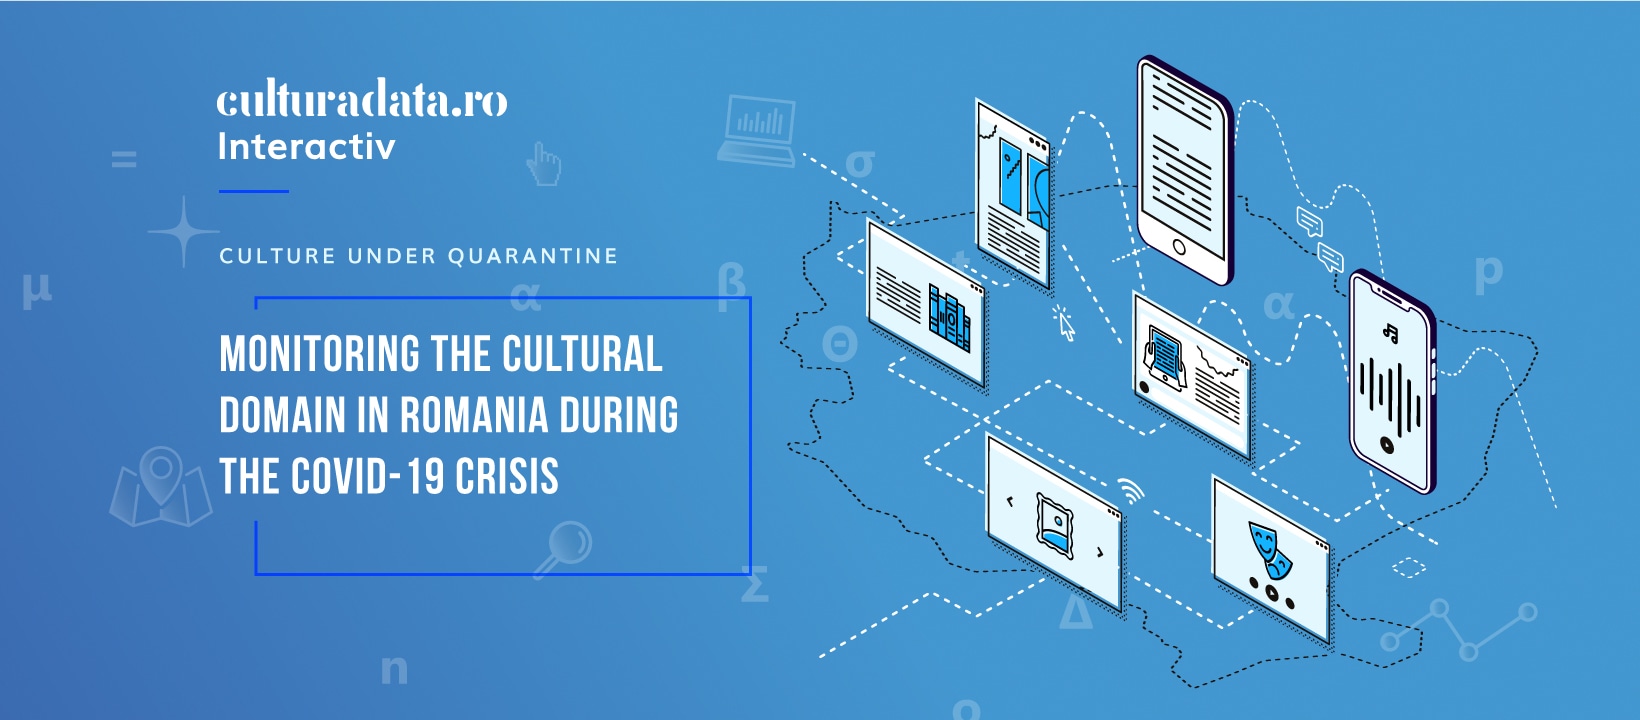 culturadata.ro
Interactiv
CULTURE UNDER QUARANTINE
MONITORING THE CULTURAL
DOMAIN IN ROMANIA DURING
THE COVID-19 CRISIS
=
μ
α
β
σ
Θ
t
α
p
Σ
Δ
n
o